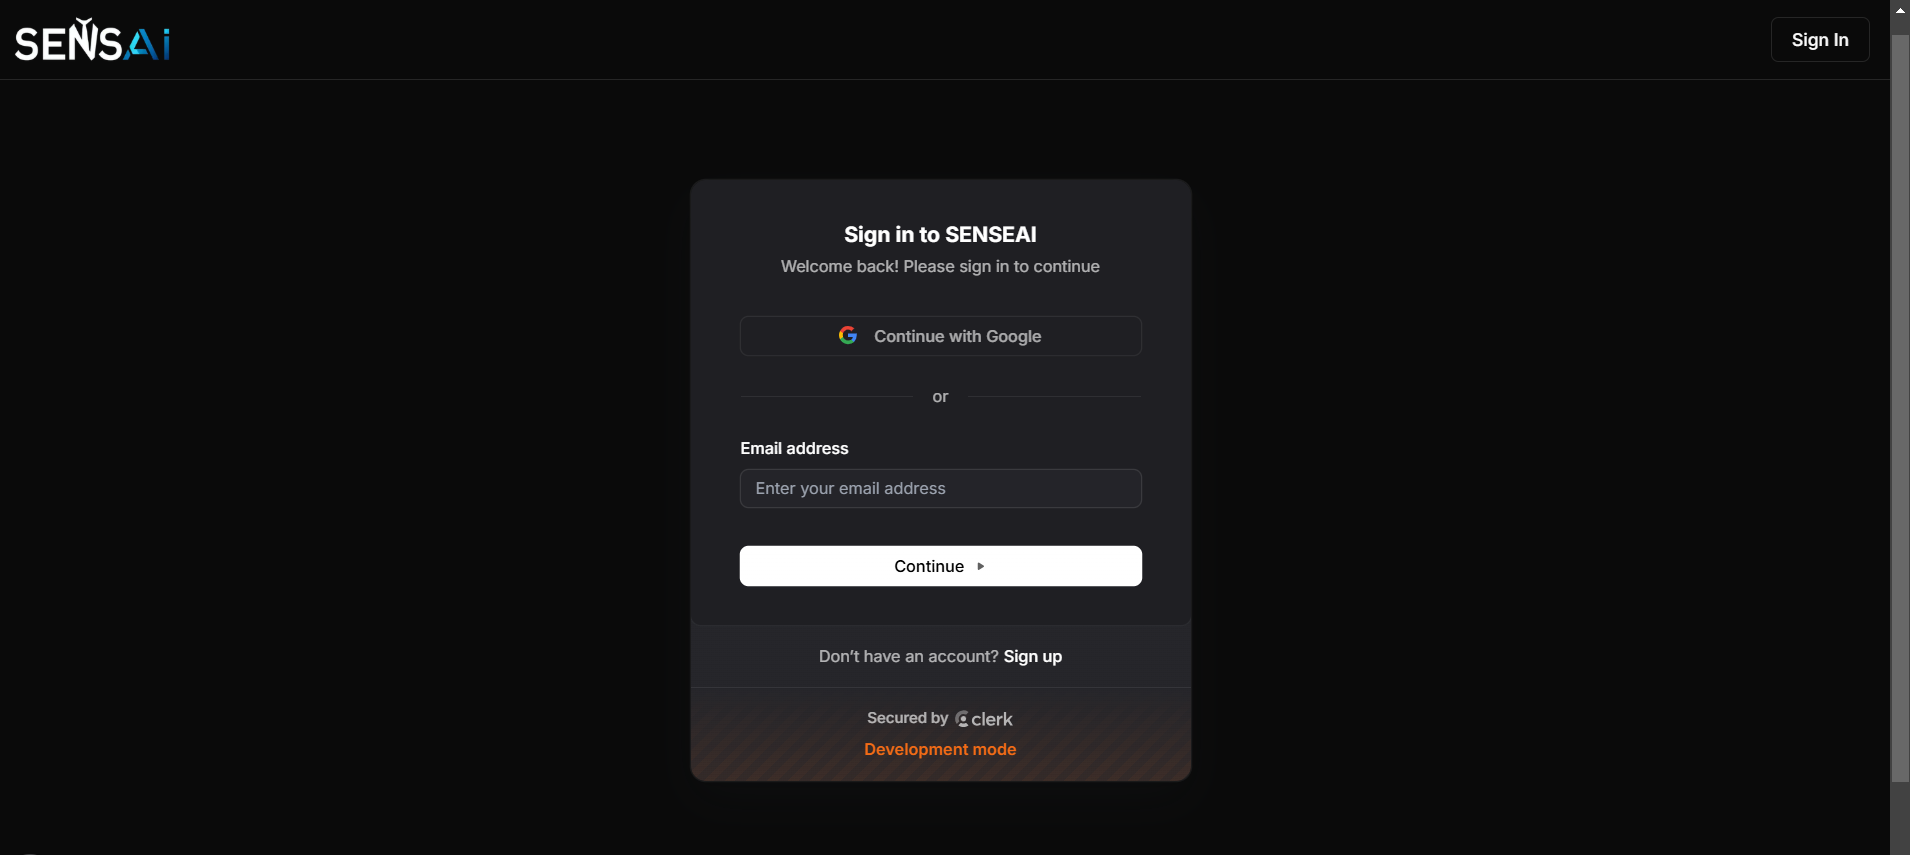 SENSAi
Sign In
Sign in to SENSEAI
Welcome back! Please sign in to continue
Continue with Google
or
Email address
Enter your email address
Continue
Don’t have an account? Sign up
Secured by clerk
Development mode